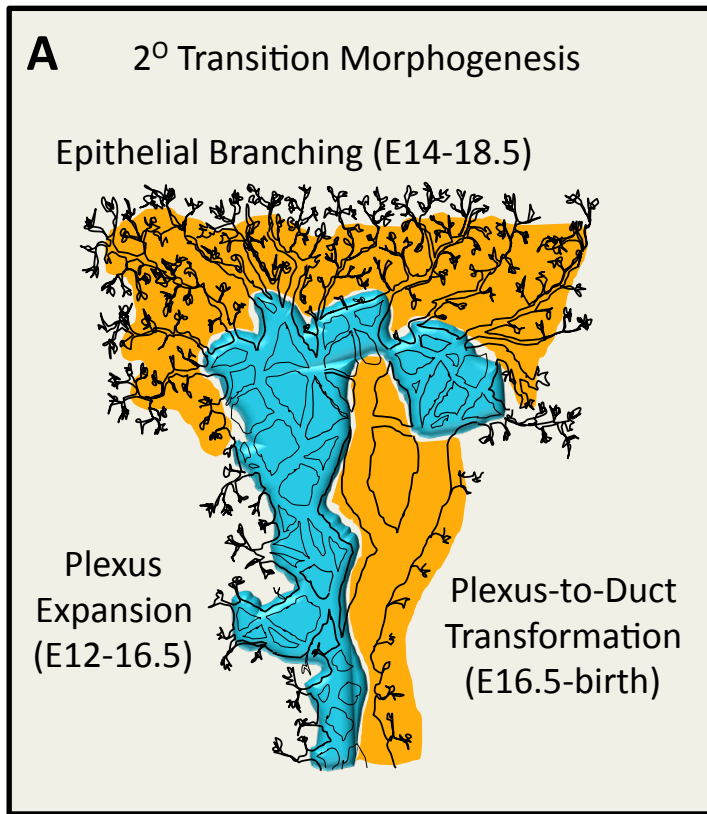 A 2O Transition Morphogenesis
Epithelial Branching (E14-18.5)
Plexus
Expansion
(E12-16.5)
Plexus-to-Duct
Transformation
(E16.5-birth)